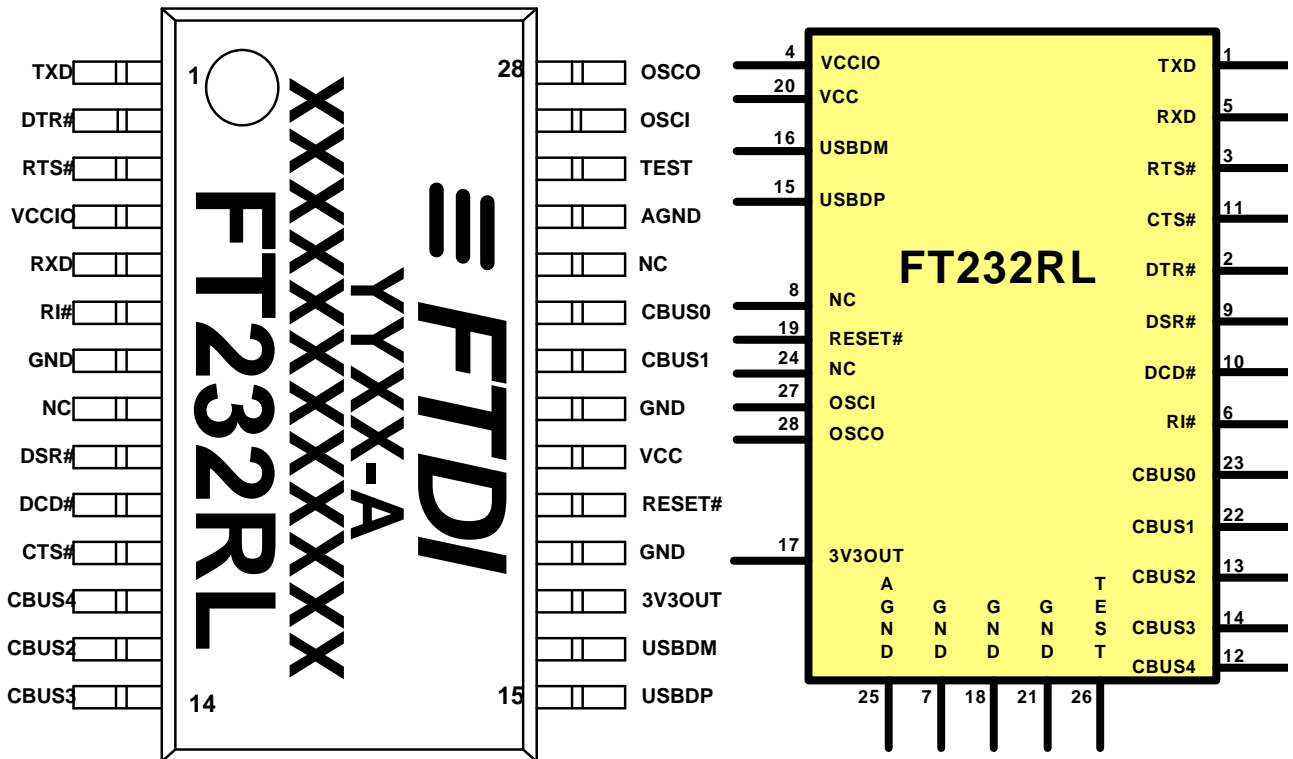 TXD
DTR#
RTS#
VCCIO
RXD
RI#
GND
NC
DSR#
DCD#
CTS#
CBUS4
CBUS2
CBUS3
1
28
14
15
FT232RL
XXXXXXXXXXXX
YYXX-A
FTDI
OSCO
OSCI
TEST
AGND
NC
CBUS0
CBUS1
GND
VCC
RESET#
GND
3V3OUT
USBDM
USBDP
4 VCCIO
20 VCC
16 USBDM
15 USBDP
8 NC
19 RESET#
24 NC
27 OSCI
28 OSCO
17 3V3OUT
FT232RL
TXD 1
RXD 5
RTS# 3
CTS# 11
DTR# 2
DSR# 9
DCD# 10
RI# 6
CBUS0 23
CBUS1 22
CBUS2 13
CBUS3 14
CBUS4 12
AGND 25
GND 7
GND 18
GND 21
TEST 26